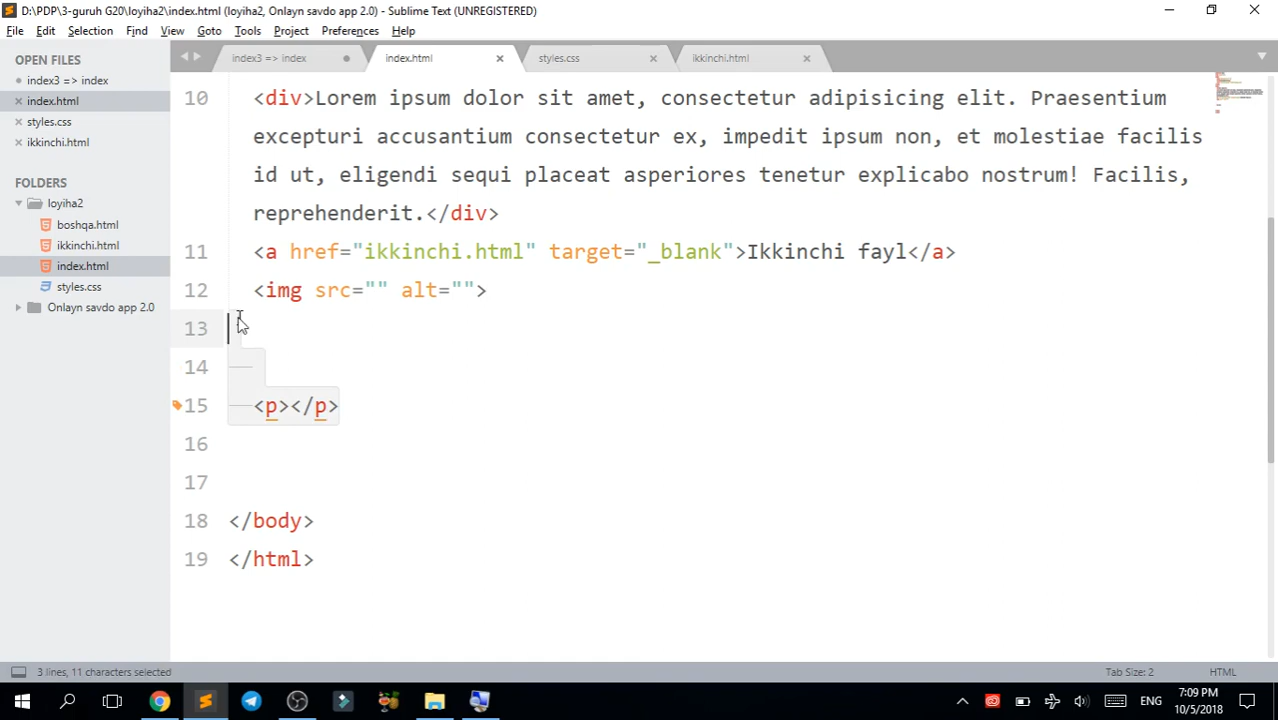 D:\PDP\3-guruh G20\loyiha2\index.html (loyiha2, Onlayn savdo app 2.0) - Sublime Text (UNREGISTERED)
File Edit Selection Find View Goto Tools Project Preferences Help
OPEN FILES
index3 => index
index.html
styles.css
ikkinchi.html
FOLDERS
loyiha2
boshqa.html
ikkinchi.html
index.html
styles.css
Onlayn savdo app 2.0
index3 => index index.html styles.css ikkinchi.html
10 <div>Lorem ipsum dolor sit amet, consectetur adipisicing elit. Praesentium
excepturi accusantium consectetur ex, impedit ipsum non, et molestiae facilis
id ut, eligendi sequi placeat asperiores tenetur explicabo nostrum! Facilis,
reprehenderit.</div>
11 <a href="ikkinchi.html" target="_blank">Ikkinchi fayl</a>
12 <img src="" alt="">
13
14
15 <p></p>
16
17
18 </body>
19 </html>
3 lines, 11 characters selected Tab Size: 2 HTML
ENG 7:09 PM
10/5/2018